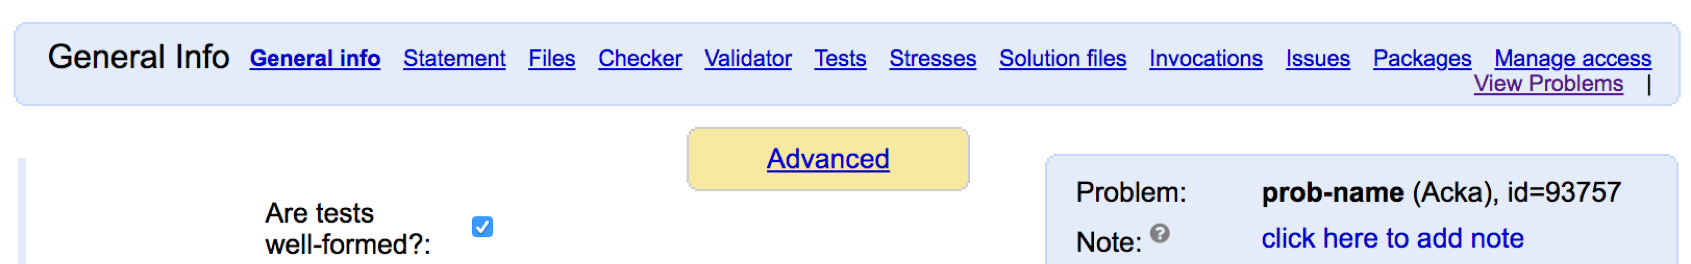 General Info General info Statement Files Checker Validator Tests Stresses Solution files Invocations Issues Packages Manage access
View Problems |
Advanced
Are tests
well-formed?:
Problem: prob-name (Acka), id=93757
Note: ? click here to add note